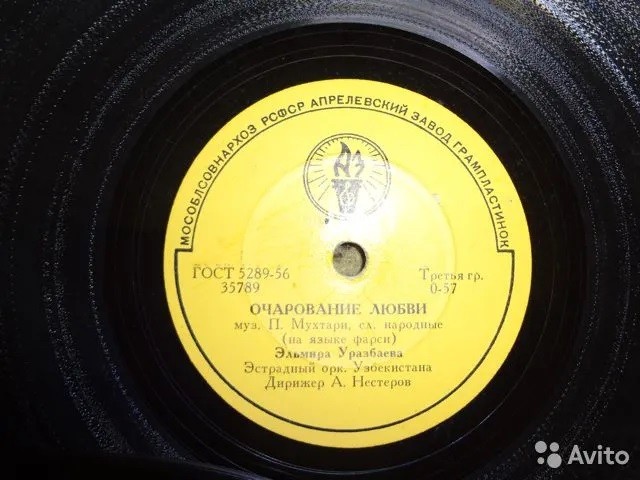 МОСОБЛСОВНАРХОЗ РСФСР АПРЕЛЕВСКИЙ ЗАВОД ГРАМПЛАСТИНОК
АЗ
ГОСТ 5289-56
35789
Третья гр.
0-57
ОЧАРОВАНИЕ ЛЮБВИ
муз. П. Мухтари, сл. народные
(на языке фарси)
Эльмира Уразбаева
Эстрадный орк. Узбекистана
Дирижер А. Нестеров
Avito